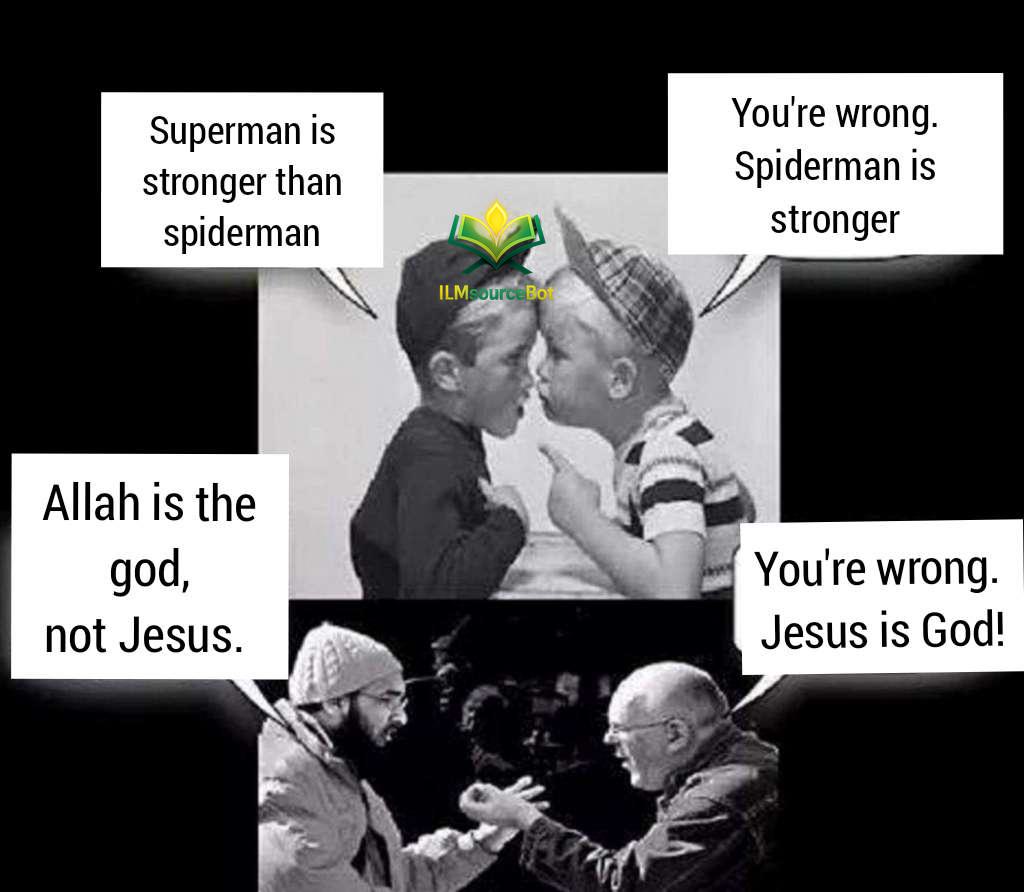 Superman is
stronger than
spiderman
You're wrong.
Spiderman is
stronger
ILMsourceBot
Allah is the
god,
not Jesus.
You're wrong.
Jesus is God!